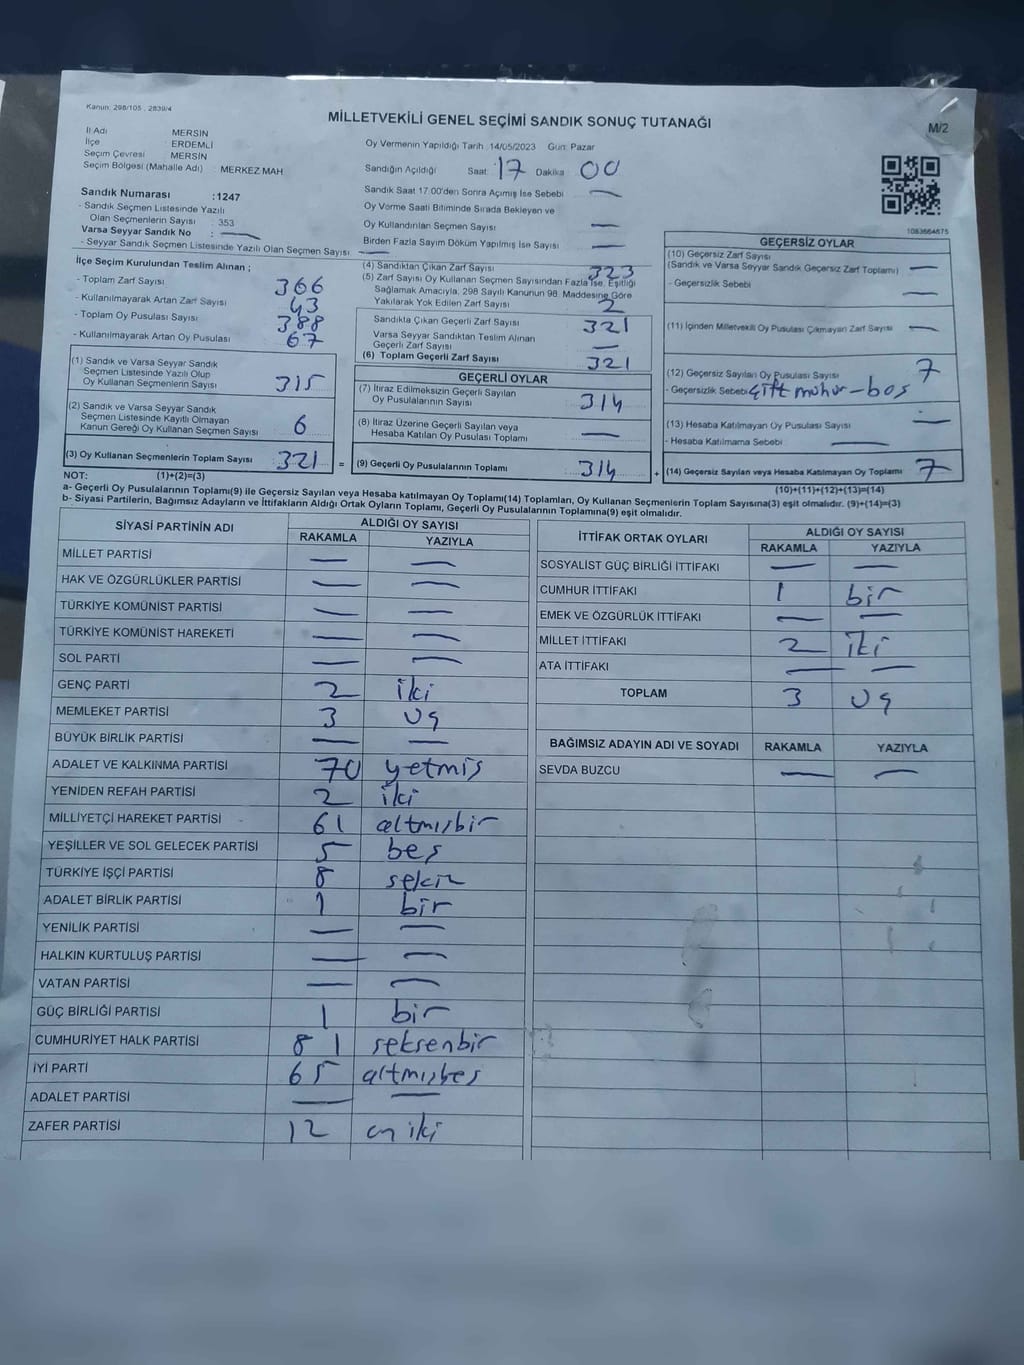 Kanun: 298/105 , 2839/4
MİLLETVEKİLİ GENEL SEÇİMİ SANDIK SONUÇ TUTANAĞI
M/2
İl Adı MERSİN
İlçe ERDEMLİ
Seçim Çevresi MERSİN
Seçim Bölgesi (Mahalle Adı) MERKEZ MAH
Sandık Numarası :1247
- Sandık Seçmen Listesinde Yazılı
Olan Seçmenlerin Sayısı : 353
Varsa Seyyar Sandık No : —
- Seyyar Sandık Seçmen Listesinde Yazılı Olan Seçmen Sayısı —
Oy Vermenin Yapıldığı Tarih :14/05/2023 Gün: Pazar
Sandığın Açıldığı Saat 17 Dakika 00
Sandık Saat 17:00'den Sonra Açımış İse Sebebi —
Oy Verme Saati Bitiminde Sırada Bekleyen ve
Oy Kullandırılan Seçmen Sayısı —
Birden Fazla Sayım Döküm Yapılmış İse Sayısı —
1083664675
İlçe Seçim Kurulundan Teslim Alınan ;
- Toplam Zarf Sayısı 366
- Kullanılmayarak Artan Zarf Sayısı 43
- Toplam Oy Pusulası Sayısı 388
- Kullanılmayarak Artan Oy Pusulası 67
(1) Sandık ve Varsa Seyyar Sandık
Seçmen Listesinde Yazılı Olup
Oy Kullanan Seçmenlerin Sayısı 315
(2) Sandık ve Varsa Seyyar Sandık
Seçmen Listesinde Kayıtlı Olmayan
Kanun Gereği Oy Kullanan Seçmen Sayısı 6
(3) Oy Kullanan Seçmenlerin Toplam Sayısı 321 =
(4) Sandıktan Çıkan Zarf Sayısı 323
(5) Zarf Sayısı Oy Kullanan Seçmen Sayısından Fazla İse, Eşitliği
Sağlamak Amacıyla, 298 Sayılı Kanunun 98. Maddesine Göre
Yakılarak Yok Edilen Zarf Sayısı 2
Sandıkta Çıkan Geçerli Zarf Sayısı 321
Varsa Seyyar Sandıktan Teslim Alınan
Geçerli Zarf Sayısı —
(6) Toplam Geçerli Zarf Sayısı 321
GEÇERLİ OYLAR
(7) İtiraz Edilmeksizin Geçerli Sayılan
Oy Pusulalarının Sayısı 314
(8) İtiraz Üzerine Geçerli Sayılan veya
Hesaba Katılan Oy Pusulası Toplamı —
(9) Geçerli Oy Pusulalarının Toplamı 314 +
GEÇERSİZ OYLAR
(10) Geçersiz Zarf Sayısı
(Sandık ve Varsa Seyyar Sandık Geçersiz Zarf Toplamı) —
- Geçersizlik Sebebi —
(11) İçinden Milletvekili Oy Pusulası Çıkmayan Zarf Sayısı —
(12) Geçersiz Sayılan Oy Pusulası Sayısı 7
- Geçersizlik Sebebi çift mühür-boş
(13) Hesaba Katılmayan Oy Pusulası Sayısı —
- Hesaba Katılmama Sebebi —
(14) Geçersiz Sayılan veya Hesaba Katılmayan Oy Toplamı 7
NOT: (1)+(2)=(3)
(10)+(11)+(12)+(13)=(14)
a- Geçerli Oy Pusulalarının Toplamı(9) ile Geçersiz Sayılan veya Hesaba katılmayan Oy Toplamı(14) Toplamları, Oy Kullanan Seçmenlerin Toplam Sayısına(3) eşit olmalıdır. (9)+(14)=(3)
b- Siyasi Partilerin, Bağımsız Adayların ve İttifakların Aldığı Ortak Oyların Toplamı, Geçerli Oy Pusulalarının Toplamına(9) eşit olmalıdır.
SİYASİ PARTİNİN ADI ALDIĞI OY SAYISI
RAKAMLA YAZIYLA
MİLLET PARTİSİ — —
HAK VE ÖZGÜRLÜKLER PARTİSİ — —
TÜRKİYE KOMÜNİST PARTİSİ — —
TÜRKİYE KOMÜNİST HAREKETİ — —
SOL PARTİ — —
GENÇ PARTİ 2 iki
MEMLEKET PARTİSİ 3 üç
BÜYÜK BİRLİK PARTİSİ — —
ADALET VE KALKINMA PARTİSİ 70 yetmiş
YENİDEN REFAH PARTİSİ 2 iki
MİLLİYETÇİ HAREKET PARTİSİ 61 altmışbir
YEŞİLLER VE SOL GELECEK PARTİSİ 5 beş
TÜRKİYE İŞÇİ PARTİSİ 8 sekiz
ADALET BİRLİK PARTİSİ 1 bir
YENİLİK PARTİSİ — —
HALKIN KURTULUŞ PARTİSİ — —
VATAN PARTİSİ — —
GÜÇ BİRLİĞİ PARTİSİ 1 bir
CUMHURİYET HALK PARTİSİ 81 seksenbir
İYİ PARTİ 65 altmışbeş
ADALET PARTİSİ — —
ZAFER PARTİSİ 12 on iki
İTTİFAK ORTAK OYLARI ALDIĞI OY SAYISI
RAKAMLA YAZIYLA
SOSYALİST GÜÇ BİRLİĞİ İTTİFAKI — —
CUMHUR İTTİFAKI 1 bir
EMEK VE ÖZGÜRLÜK İTTİFAKI — —
MİLLET İTTİFAKI 2 iki
ATA İTTİFAKI — —
TOPLAM 3 üç
BAĞIMSIZ ADAYIN ADI VE SOYADI RAKAMLA YAZIYLA
SEVDA BUZCU — —